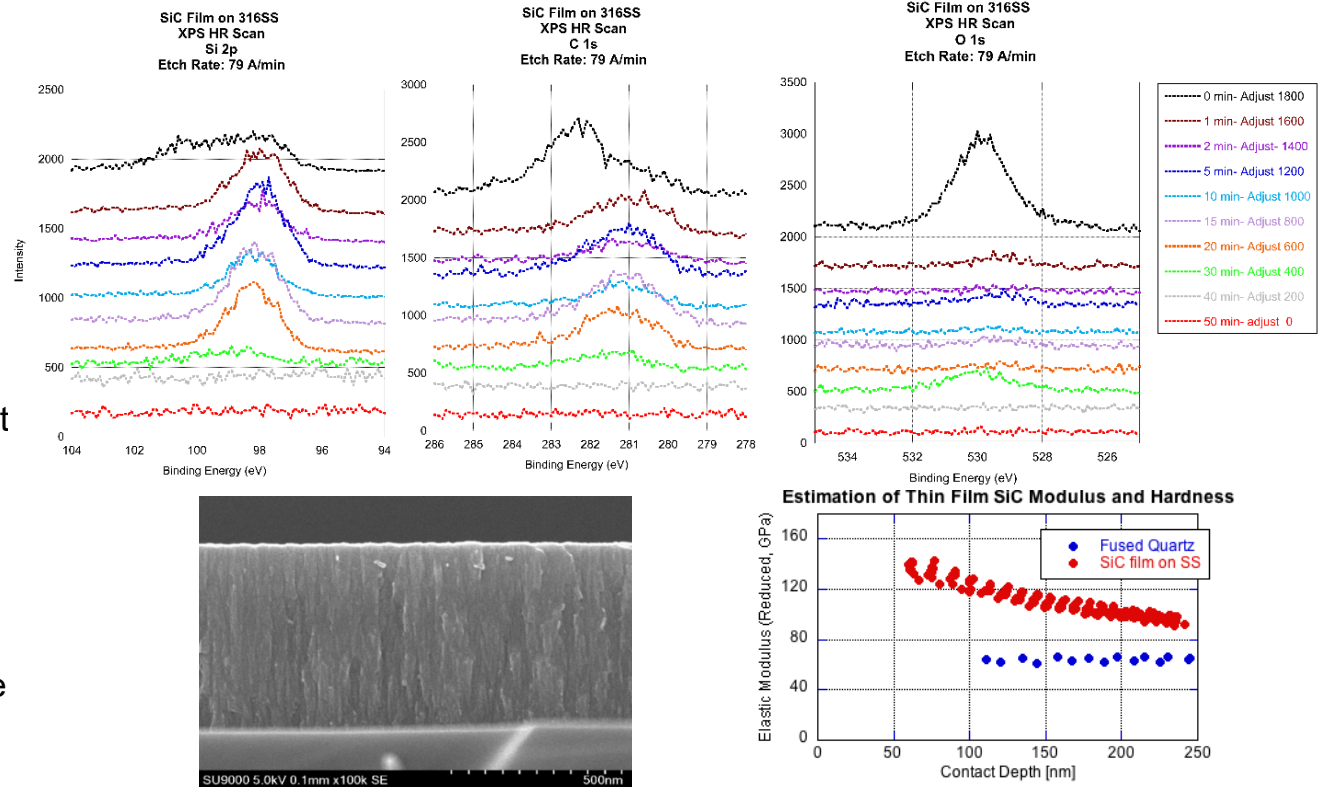 SiC Film on 316SS
XPS HR Scan
Si 2p
Etch Rate: 79 A/min
2500
2000
1500
1000
500
0
Intensity
104
102
100
98
96
94
Binding Energy (eV)
SiC Film on 316SS
XPS HR Scan
C 1s
Etch Rate: 79 A/min
3000
2500
2000
1500
1000
500
0
286
285
284
283
282
281
280
279
278
Binding Energy (eV)
SiC Film on 316SS
XPS HR Scan
O 1s
Etch Rate: 79 A/min
3500
3000
2500
2000
1500
1000
500
0
534
532
530
528
526
Binding Energy (eV)
0 min- Adjust 1800
1 min- Adjust 1600
2 min- Adjust- 1400
5 min- Adjust 1200
10 min- Adjust 1000
15 min- Adjust 800
20 min- Adjust 600
30 min- Adjust 400
40 min- Adjust 200
50 min- adjust 0
t
e
SU9000 5.0kV 0.1mm x100k SE
500nm
Estimation of Thin Film SiC Modulus and Hardness
Elastic Modulus (Reduced, GPa)
160
120
80
40
0
Fused Quartz
SiC film on SS
0
50
100
150
200
250
Contact Depth [nm]